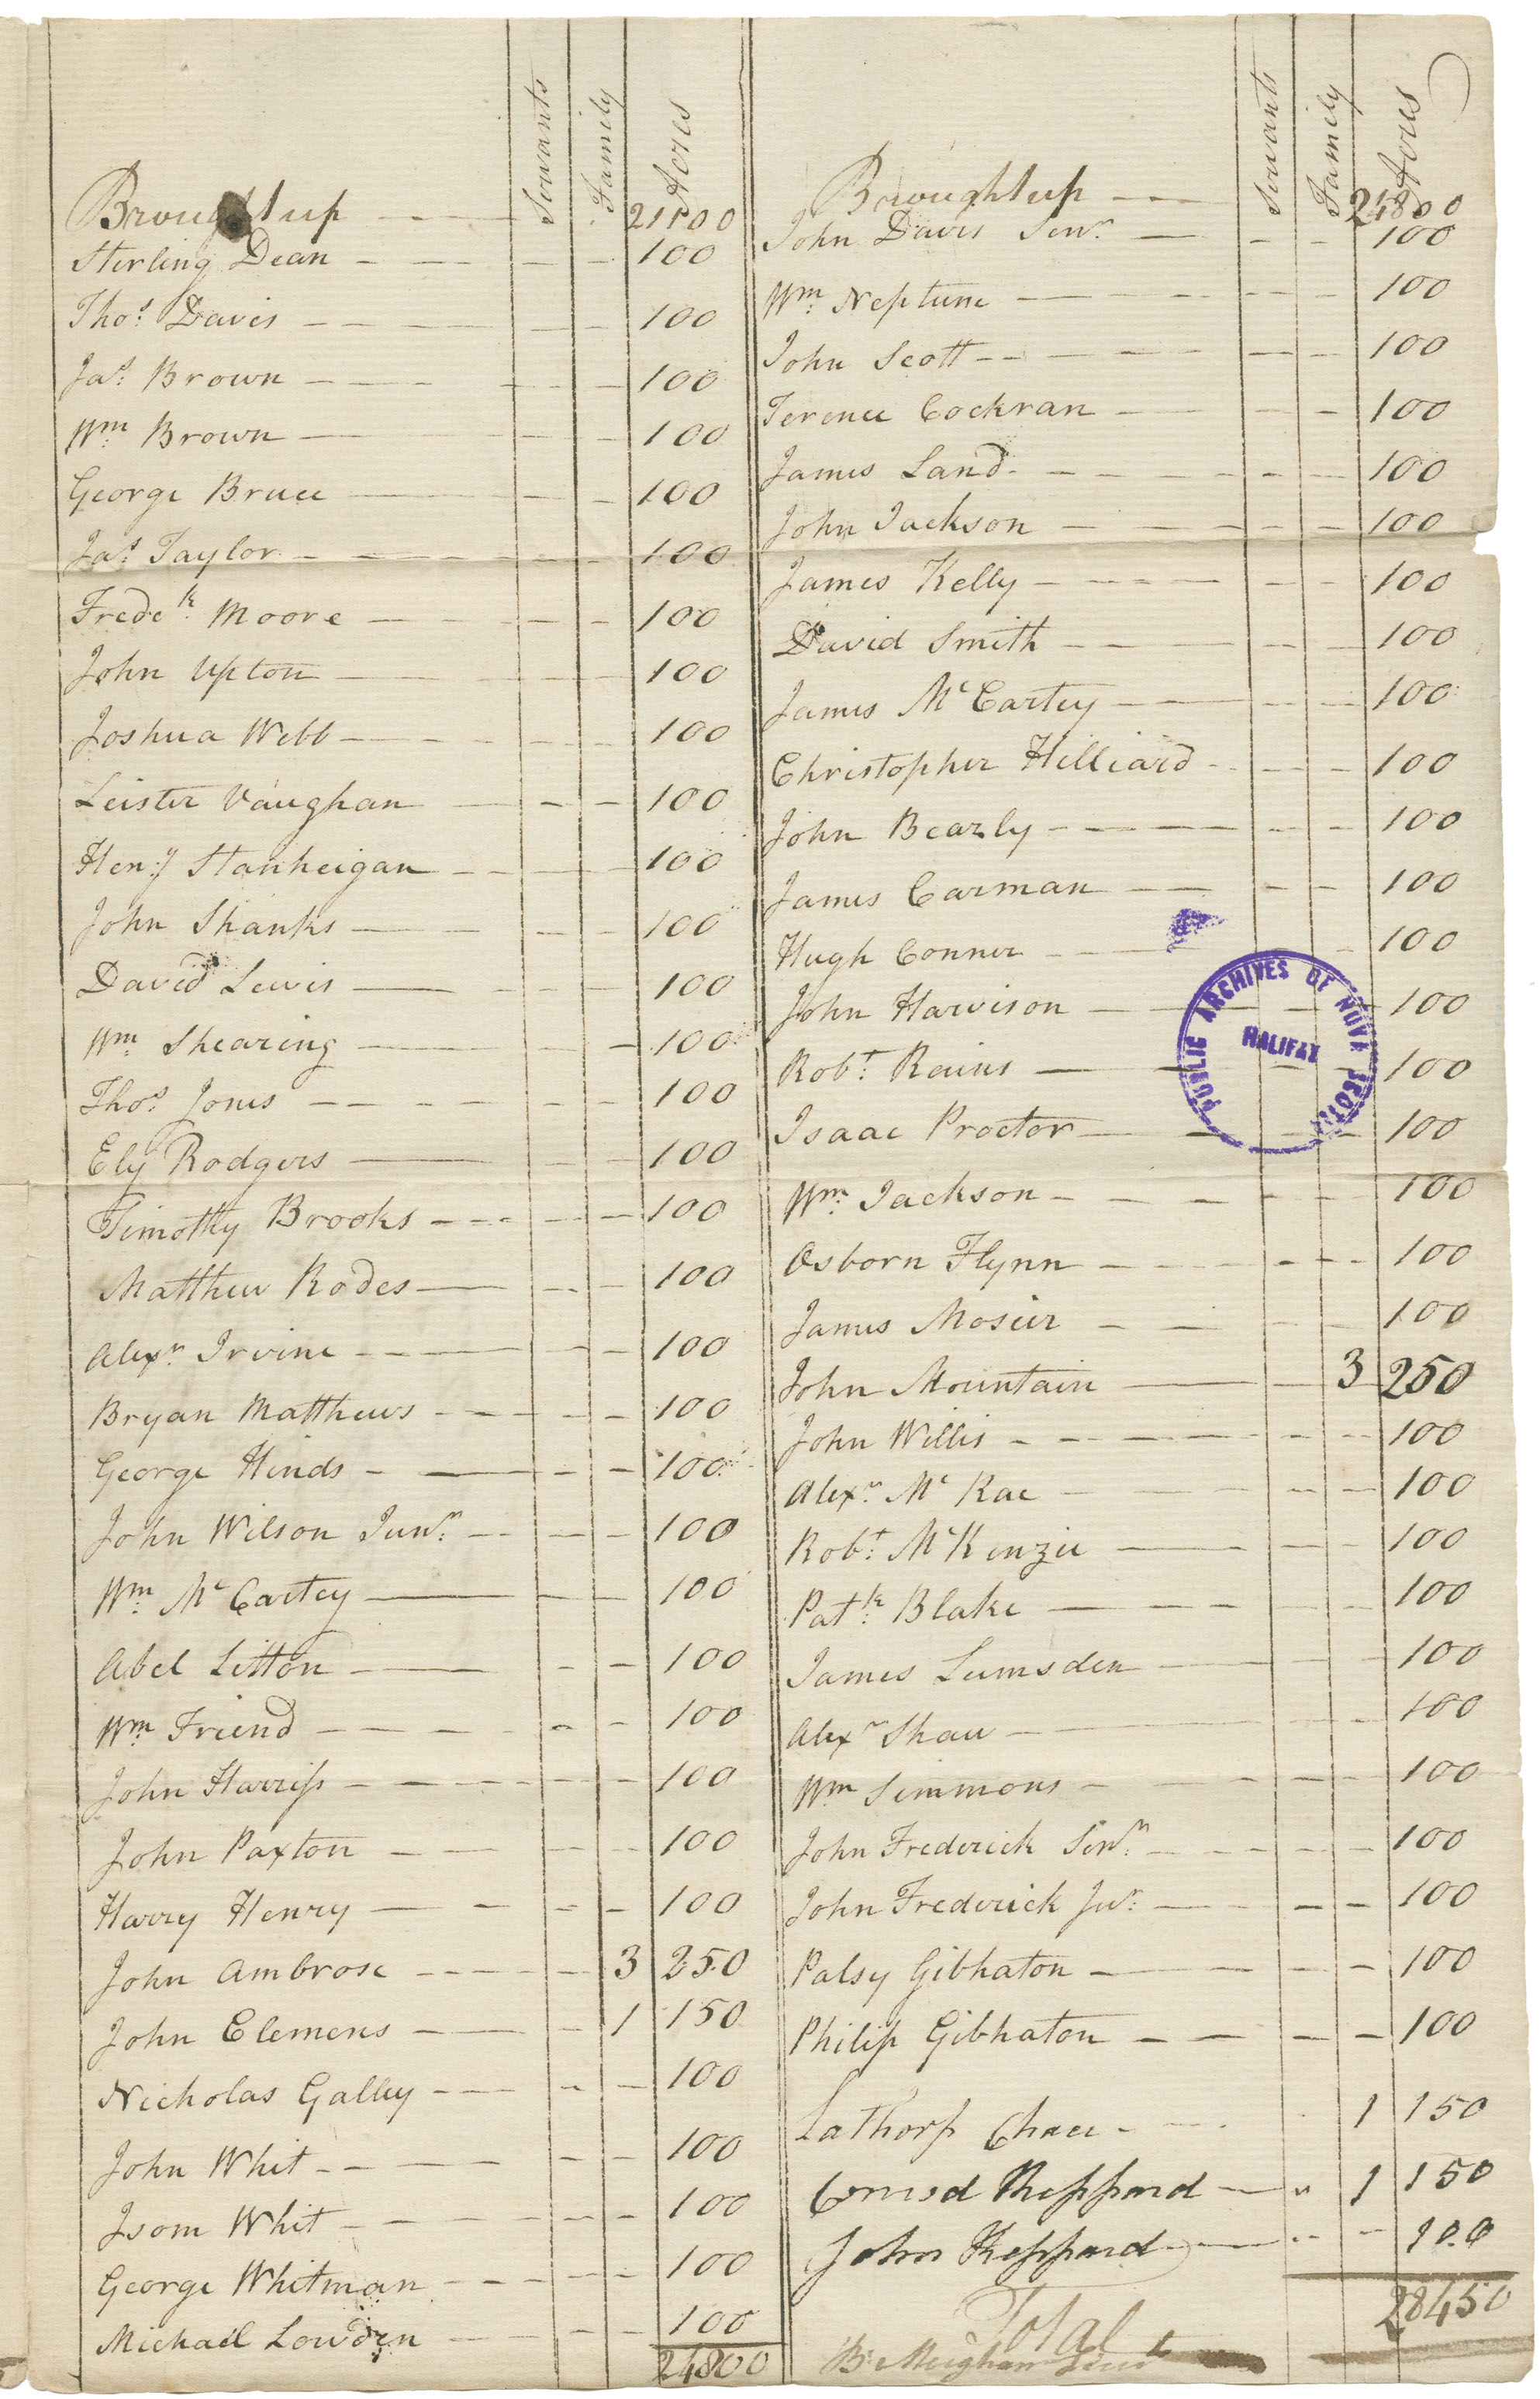 Servants Family Acres
Brought up 21100
Sterling Dean 100
Thos. Davis 100
Jas. Brown 100
Wm. Brown 100
George Bruce 100
Jas. Taylor 100
Fredek. Moore 100
John Upton 100
Joshua Webb 100
Leister Vaughan 100
Heny. Stanheigan 100
John Shanks 100
David Lewis 100
Wm. Shearing 100
Thos. Jones 100
Ely Rodgers 100
Timothy Brooks 100
Matthew Rodes 100
Alexr. Irvine 100
Bryan Matthews 100
George Hinds 100
John Wilson Junr. 100
Wm. McCartey 100
Abel Litton 100
Wm. Friend 100
John Harriss 100
John Paxton 100
Harry Henry 100
John Ambrose 3 250
John Clemens 1 150
Nicholas Galley 100
John Whit 100
Isom Whit 100
George Whitman 100
Michael Lowden 100
24800
Servants Family Acres
Brought up 24800
John Davis Senr. 100
Wm. Neptune 100
John Scott 100
Terence Cockran 100
James Land 100
John Jackson 100
James Kelly 100
David Smith 100
James McCartey 100
Christopher Hilliard 100
John Bearly 100
James Carman 100
Hugh Conner 100
John Harvison 100
Robt. Rains 100
Isaac Proctor 100
Wm. Jackson 100
Osborn Flynn 100
James Mosier 100
John Mountain 3 250
John Willis 100
Alexr. McRae 100
Robt. McKenzie 100
Patk. Blake 100
James Lumsden 100
Alexr Shaw 100
Wm Simmons 100
John Frederick Senr. 100
John Frederick Jur. 100
Palsy Gibhaton 100
Philip Gibhaton 100
Lathorp Chace 1 150
Sheppard 1 150
John Sheppard 100
Total 28450
B. Meighan Lieut
PUBLIC ARCHIVES OF NOVA SCOTIA
HALIFAX